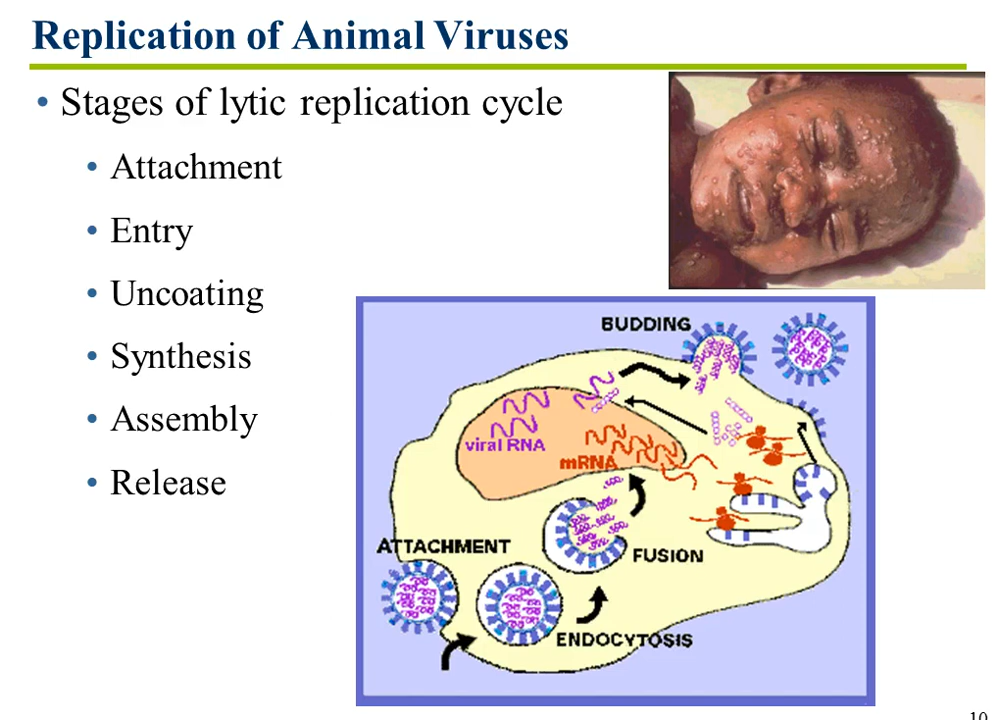 Replication of Animal Viruses
• Stages of lytic replication cycle
• Attachment
• Entry
• Uncoating
• Synthesis
• Assembly
• Release
BUDDING
viral RNA
mRNA
ATTACHMENT
FUSION
ENDOCYTOSIS
10